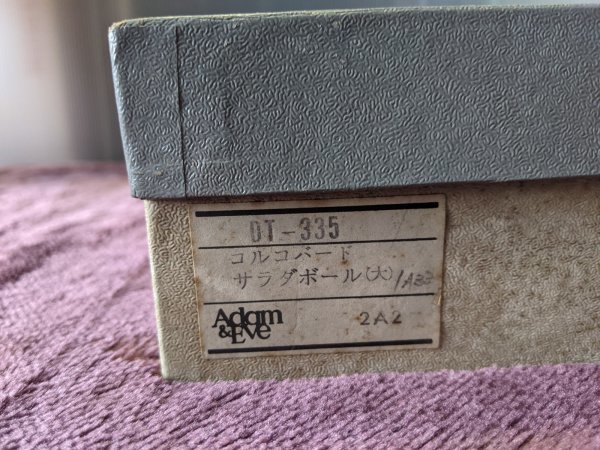 DT-335
コルコバード
サラダボール(大)
Adam
&Eve
2A2